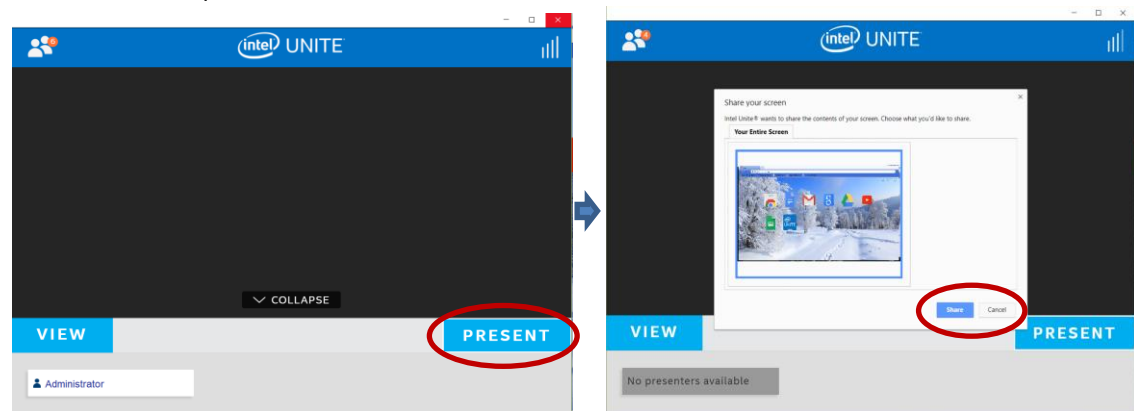 intel UNITE
COLLAPSE
VIEW
PRESENT
Administrator
intel UNITE
Share your screen
Intel Unite® wants to share the contents of your screen. Choose what you'd like to share.
Your Entire Screen
Share
Cancel
VIEW
PRESENT
No presenters available